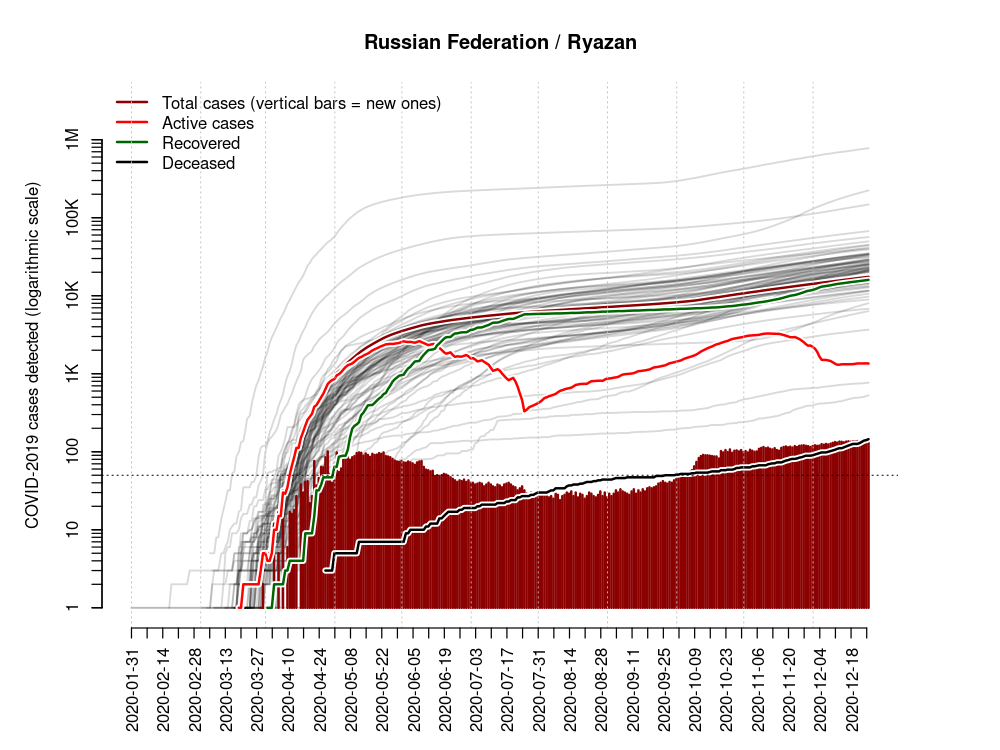 Russian Federation / Ryazan
Total cases (vertical bars = new ones)
Active cases
Recovered
Deceased
COVID-2019 cases detected (logarithmic scale)
1M
100K
10K
1K
100
10
1
2020-01-31
2020-02-14
2020-02-28
2020-03-13
2020-03-27
2020-04-10
2020-04-24
2020-05-08
2020-05-22
2020-06-05
2020-06-19
2020-07-03
2020-07-17
2020-07-31
2020-08-14
2020-08-28
2020-09-11
2020-09-25
2020-10-09
2020-10-23
2020-11-06
2020-11-20
2020-12-04
2020-12-18